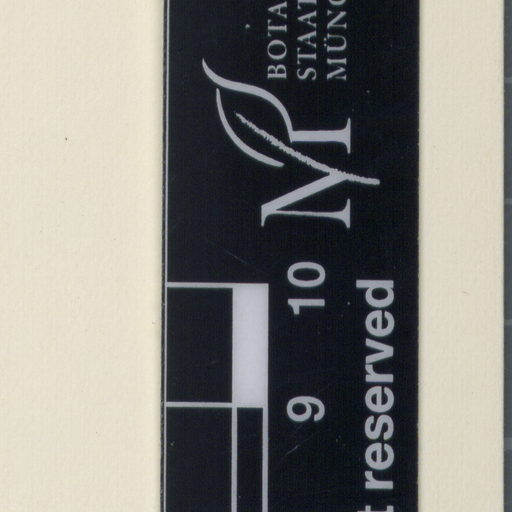 BOTA
STAAT
MÜNC
M
9 10
t reserved